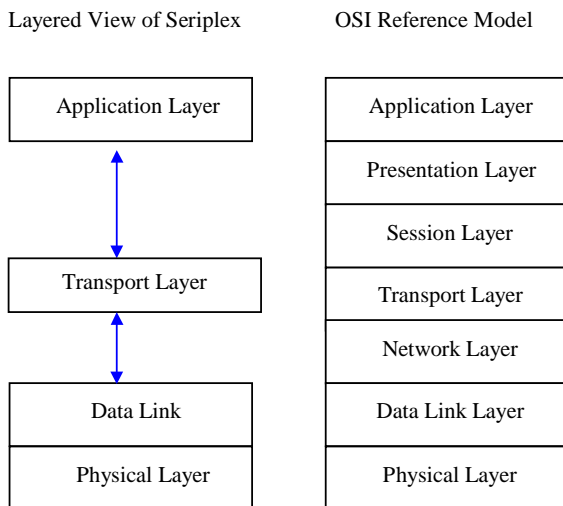 Layered View of Seriplex
OSI Reference Model
Application Layer
Transport Layer
Data Link
Physical Layer
Application Layer
Presentation Layer
Session Layer
Transport Layer
Network Layer
Data Link Layer
Physical Layer